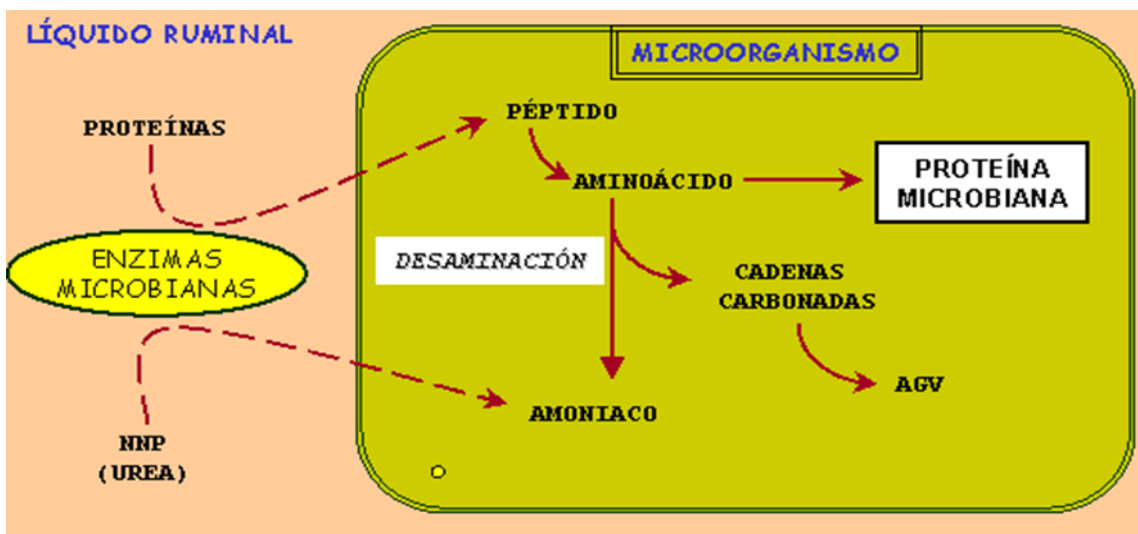 LÍQUIDO RUMINAL
MICROORGANISMO
PROTEÍNAS
PÉPTIDO
AMINOÁCIDO
PROTEÍNA
MICROBIANA
ENZIMAS
MICROBIANAS
DESAMINACIÓN
CADENAS
CARBONADAS
AGV
AMONIACO
NNP
(UREA)